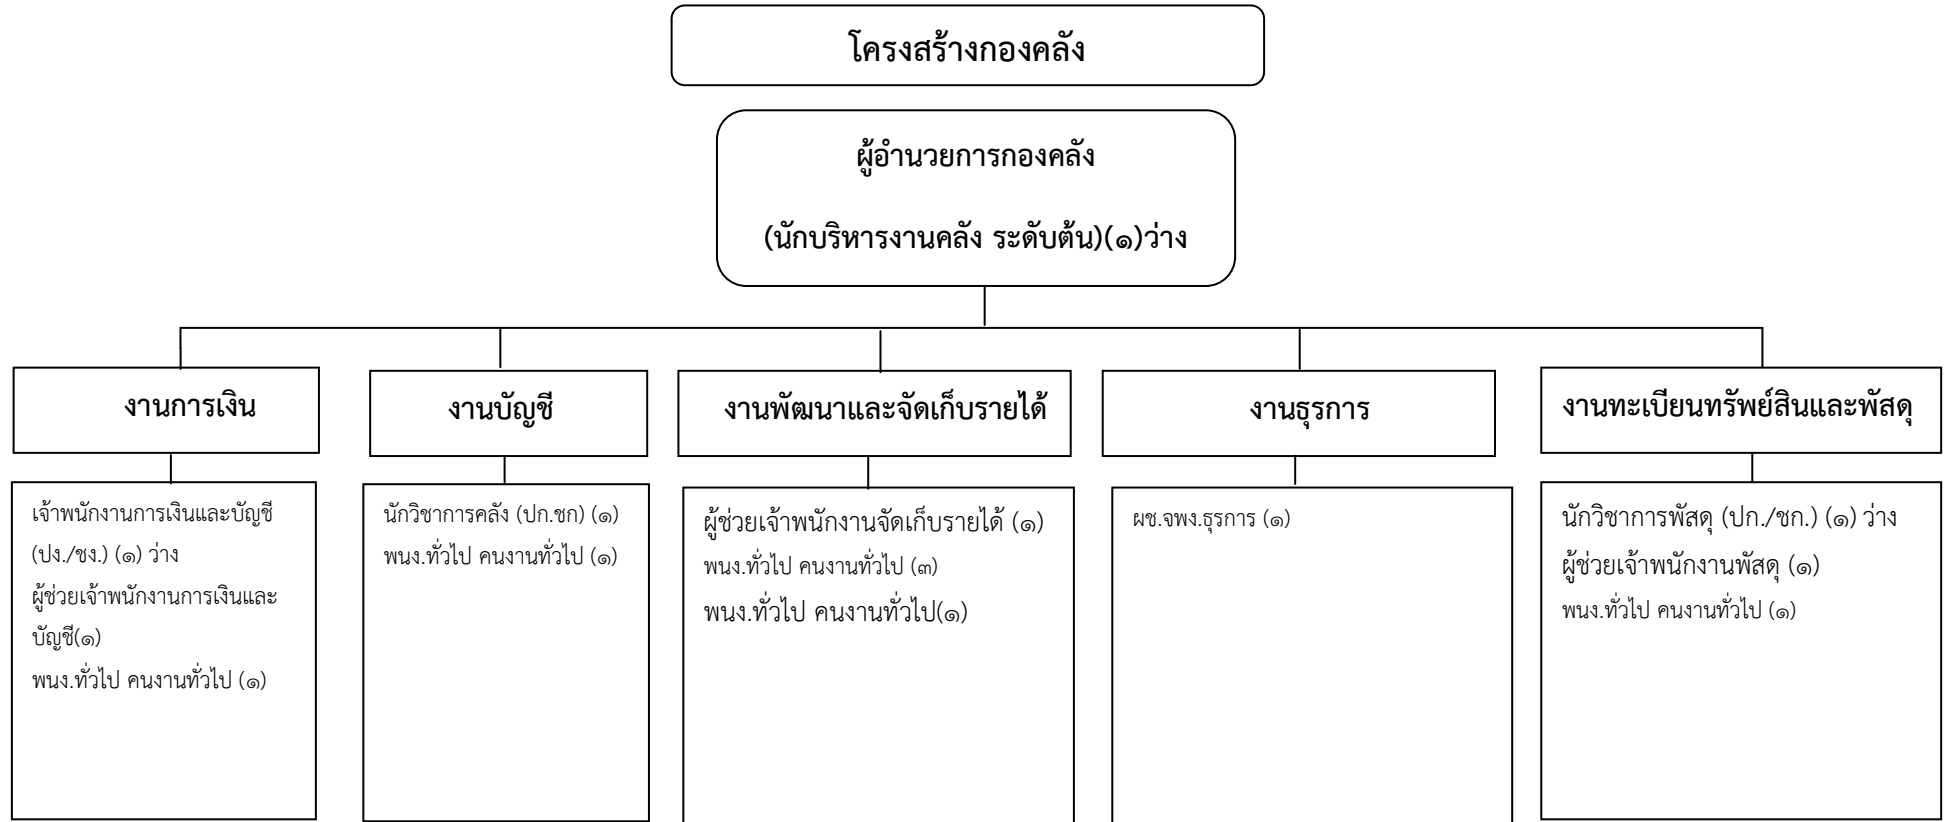 โครงสร้างกองคลัง
ผู้อำนวยการกองคลัง
(นักบริหารงานคลัง ระดับต้น)(๑)ว่าง
งานการเงิน
เจ้าพนักงานการเงินและบัญชี
(ปง./ชง.) (๑) ว่าง
ผู้ช่วยเจ้าพนักงานการเงินและ
บัญชี(๑)
พนง.ทั่วไป คนงานทั่วไป (๑)
งานบัญชี
นักวิชาการคลัง (ปก.ชก) (๑)
พนง.ทั่วไป คนงานทั่วไป (๑)
งานพัฒนาและจัดเก็บรายได้
ผู้ช่วยเจ้าพนักงานจัดเก็บรายได้ (๑)
พนง.ทั่วไป คนงานทั่วไป (๓)
พนง.ทั่วไป คนงานทั่วไป(๑)
งานธุรการ
ผช.จพง.ธุรการ (๑)
งานทะเบียนทรัพย์สินและพัสดุ
นักวิชาการพัสดุ (ปก./ชก.) (๑) ว่าง
ผู้ช่วยเจ้าพนักงานพัสดุ (๑)
พนง.ทั่วไป คนงานทั่วไป (๑)